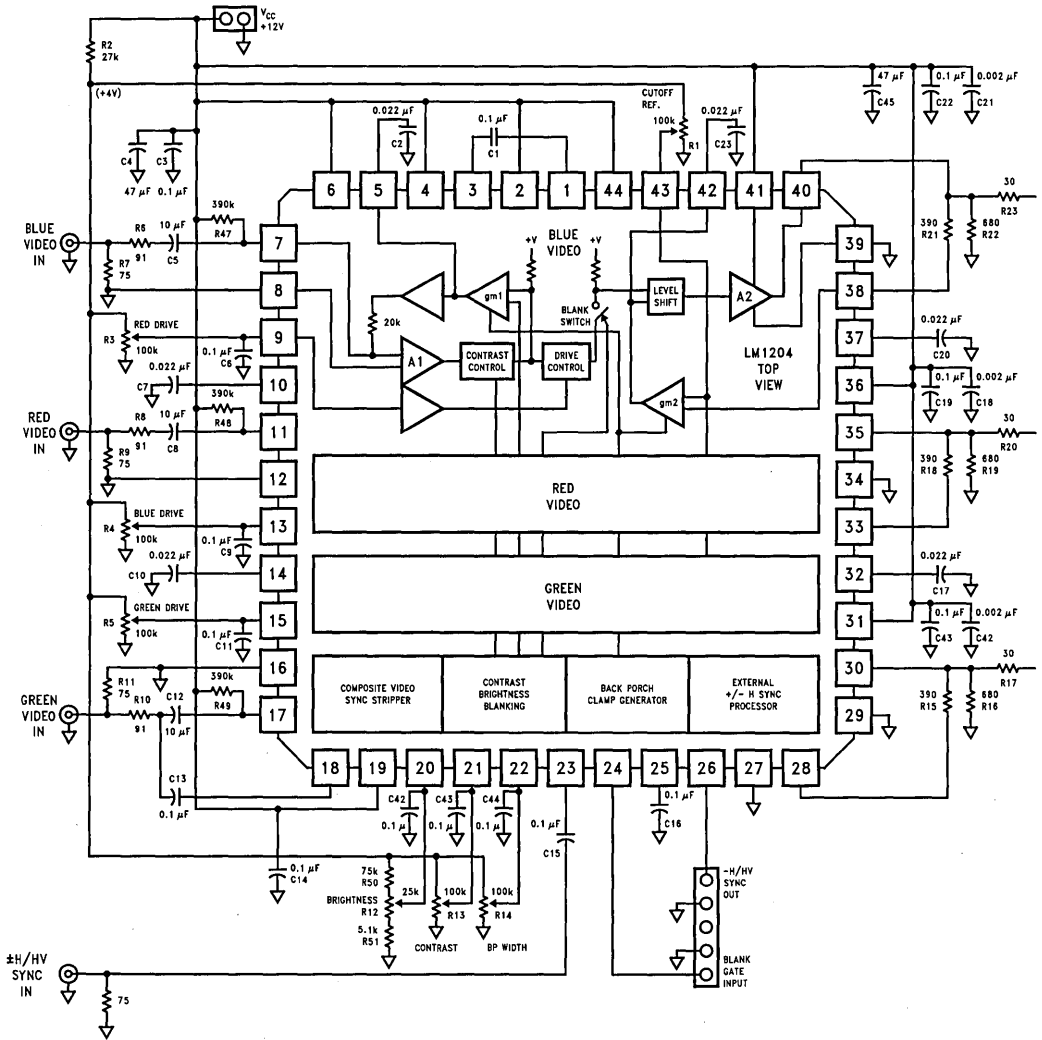 VCC
+12V
R2
27k
(+4V)
C4
47 µF
C3
0.1 µF
0.022 µF
C2
0.1 µF
C1
CUTOFF
REF.
100k
R1
0.022 µF
C23
47 µF
C45
0.1 µF
C22
0.002 µF
C21
6
5
4
3
2
1
44
43
42
41
40
BLUE
VIDEO
IN
R6
91
10 µF
C5
390k
R47
R7
75
7
8
RED DRIVE
R3
100k
0.1 µF
C6
9
0.022 µF
C7
10
RED
VIDEO
IN
R8
91
10 µF
C8
390k
R48
R9
75
11
12
BLUE DRIVE
R4
100k
0.1 µF
C9
13
0.022 µF
C10
14
GREEN DRIVE
R5
100k
0.1 µF
C11
15
16
GREEN
VIDEO
IN
R11
75
R10
91
C12
10 µF
390k
R49
17
C13
0.1 µF
+V
BLUE
VIDEO
+V
gm1
20k
A1
CONTRAST
CONTROL
DRIVE
CONTROL
BLANK
SWITCH
LEVEL
SHIFT
A2
LM1204
TOP
VIEW
gm2
RED
VIDEO
GREEN
VIDEO
COMPOSITE VIDEO
SYNC STRIPPER
CONTRAST
BRIGHTNESS
BLANKING
BACK PORCH
CLAMP GENERATOR
EXTERNAL
+/- H SYNC
PROCESSOR
39
38
37
36
35
34
33
32
31
30
29
30
R23
390
R21
680
R22
0.022 µF
C20
0.1 µF
C19
0.002 µF
C18
30
R20
390
R18
680
R19
0.022 µF
C17
0.1 µF
C43
0.002 µF
C42
30
R17
390
R15
680
R16
18
19
20
21
22
23
24
25
26
27
28
C42
0.1 µ
C43
0.1 µ
C44
0.1 µ
0.1 µF
C15
0.1 µF
C16
0.1 µF
C14
75k
R50
BRIGHTNESS
R12
25k
5.1k
R51
100k
R13
CONTRAST
100k
R14
BP WIDTH
-H/HV
SYNC
OUT
BLANK
GATE
INPUT
±H/HV
SYNC
IN
75